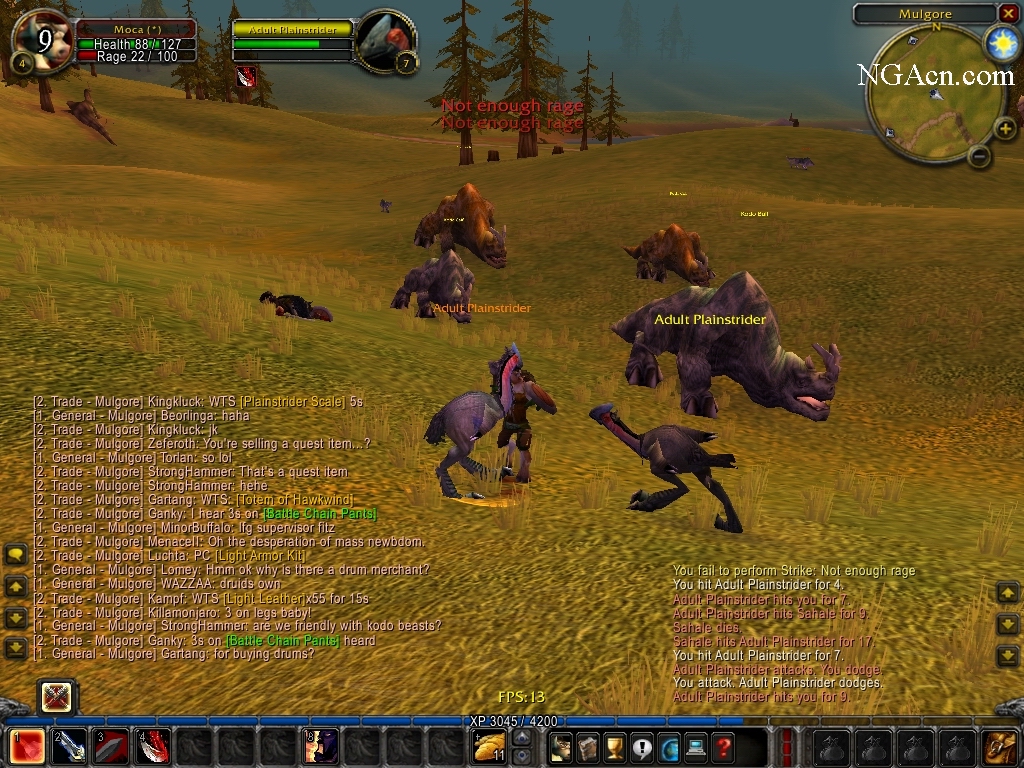 Moca (*)
9
Health 88 / 127
Rage 22 / 100
4
Adult Plainstrider
7
Mulgore
N
NGAcn.com
Not enough rage
Not enough rage
Kodo Bull
Kodo Bull
Adult Plainstrider
Adult Plainstrider
[2. Trade - Mulgore] Kingkluck: WTS [Plainstrider Scale] 5s
[1. General - Mulgore] Beorlinga: haha
[2. Trade - Mulgore] Kingkluck: jk
[2. Trade - Mulgore] Zeferoth: You're selling a quest item...?
[1. General - Mulgore] Torlan: so lol
[2. Trade - Mulgore] StrongHammer: That's a quest item
[2. Trade - Mulgore] StrongHammer: hehe
[2. Trade - Mulgore] Gartang: WTS: [Totem of Hawkwind]
[2. Trade - Mulgore] Ganky: I hear 3s on [Battle Chain Pants]
[1. General - Mulgore] MinorBuffalo: lfg supervisor fitz
[2. Trade - Mulgore] Menacell: Oh the desperation of mass newbdom.
[2. Trade - Mulgore] Luchta: PC [Light Armor Kit]
[1. General - Mulgore] Lomey: Hmm ok why is there a drum merchant?
[1. General - Mulgore] WAZZAA: druids own
[2. Trade - Mulgore] Kampf: WTS [Light Leather]x55 for 15s
[2. Trade - Mulgore] Killamonjaro: 3 on legs baby!
[1. General - Mulgore] StrongHammer: are we friendly with kodo beasts?
[2. Trade - Mulgore] Ganky: 3s on [Battle Chain Pants] heard
[1. General - Mulgore] Gartang: for buying drums?
You fail to perform Strike: Not enough rage
You hit Adult Plainstrider for 4.
Adult Plainstrider hits you for 7.
Adult Plainstrider hits Sahale for 9.
Sahale dies.
Sahale hits Adult Plainstrider for 17.
You hit Adult Plainstrider for 7.
Adult Plainstrider attacks. You dodge.
You attack. Adult Plainstrider dodges.
Adult Plainstrider hits you for 9.
FPS: 13
XP 3045 / 4200
1
2
3
4
8
11